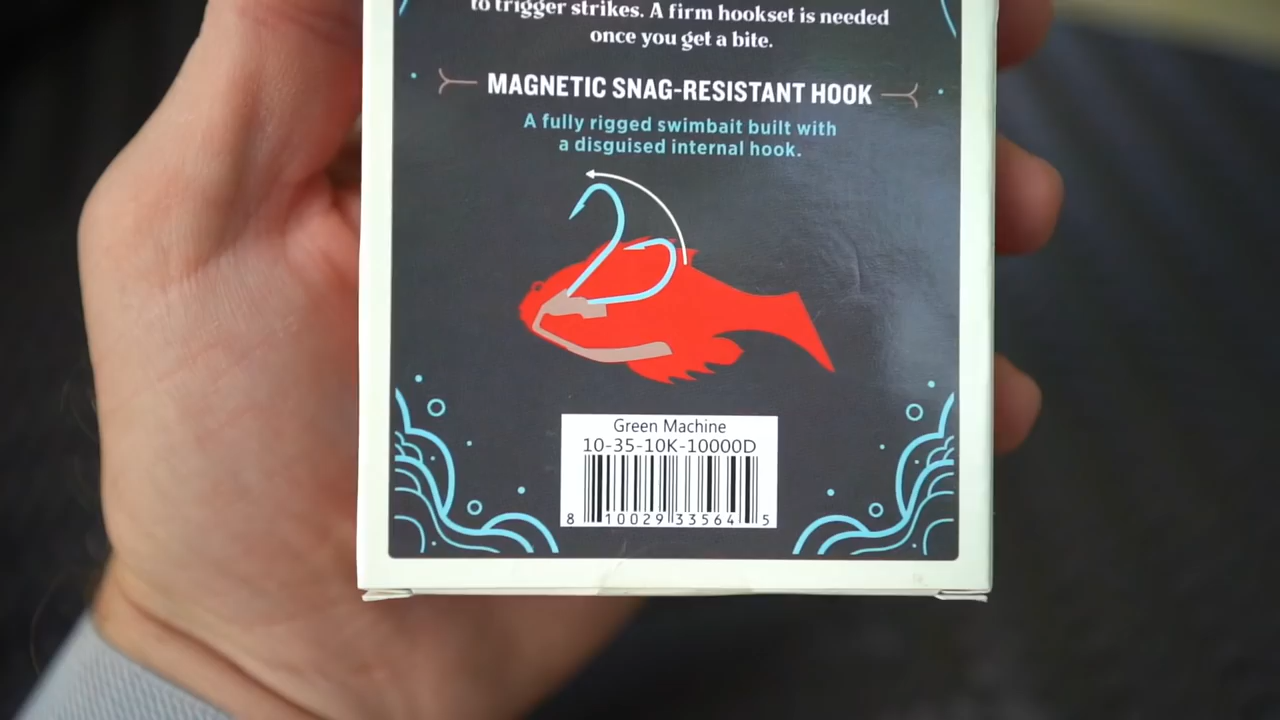 to trigger strikes. A firm hookset is needed
once you get a bite.
MAGNETIC SNAG-RESISTANT HOOK
A fully rigged swimbait built with
a disguised internal hook.
Green Machine
10-35-10K-10000D
8 10029 33564 5